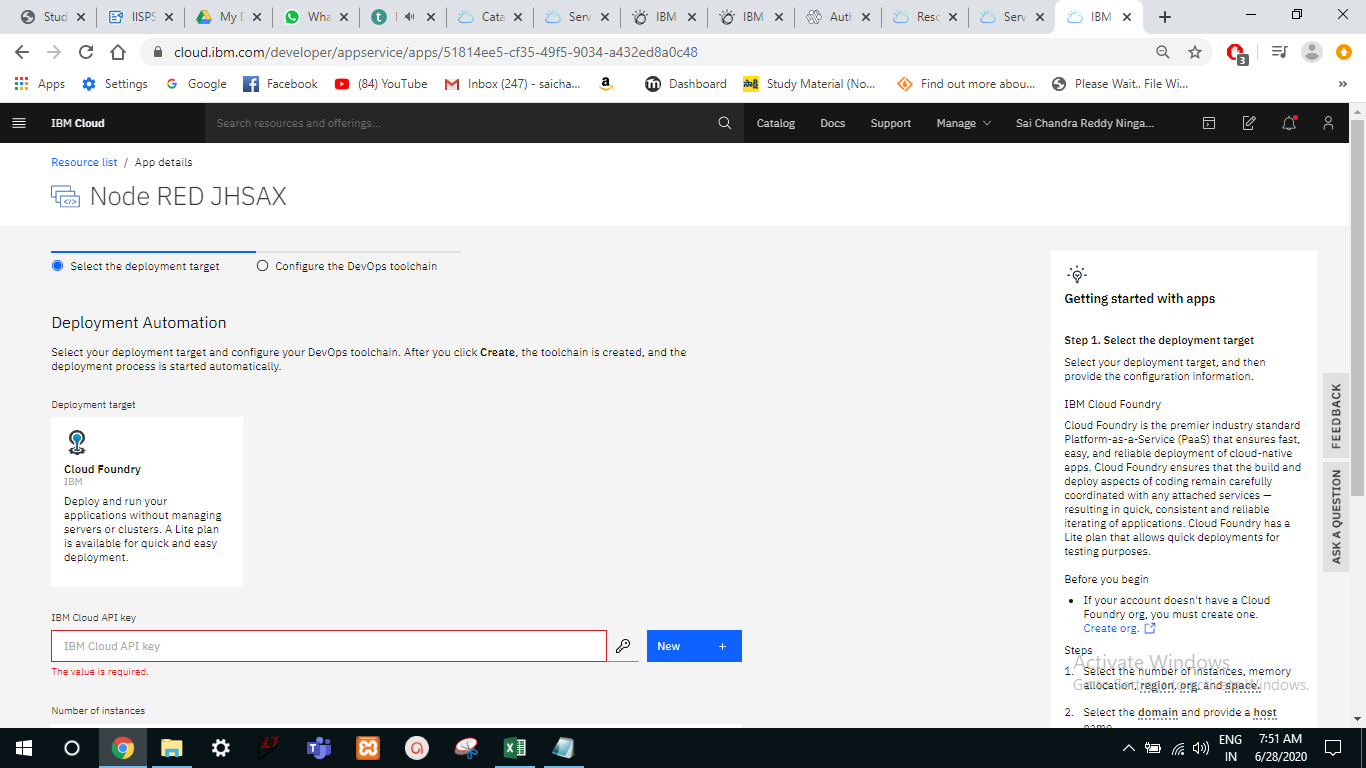 Stud
IISPS
My D
Wha
Cata
Serv
IBM
IBM
Auth
Reso
Serv
IBM
cloud.ibm.com/developer/appservice/apps/51814ee5-cf35-49f5-9034-a432ed8a0c48
3
Apps
Settings
Google
Facebook
(84) YouTube
Inbox (247) - saicha...
Dashboard
Study Material (No...
Find out more abou...
Please Wait.. File Wi...
IBM Cloud
Search resources and offerings...
Catalog
Docs
Support
Manage
Sai Chandra Reddy Ninga...
Resource list / App details
Node RED JHSAX
Select the deployment target
Configure the DevOps toolchain
Deployment Automation
Select your deployment target and configure your DevOps toolchain. After you click Create, the toolchain is created, and the
deployment process is started automatically.
Deployment target
Cloud Foundry
IBM
Deploy and run your
applications without managing
servers or clusters. A Lite plan
is available for quick and easy
deployment.
IBM Cloud API key
IBM Cloud API key
New +
The value is required.
Number of instances
Getting started with apps
Step 1. Select the deployment target
Select your deployment target, and then
provide the configuration information.
IBM Cloud Foundry
Cloud Foundry is the premier industry standard
Platform-as-a-Service (PaaS) that ensures fast,
easy, and reliable deployment of cloud-native
apps. Cloud Foundry ensures that the build and
deploy aspects of coding remain carefully
coordinated with any attached services —
resulting in quick, consistent and reliable
iterating of applications. Cloud Foundry has a
Lite plan that allows quick deployments for
testing purposes.
Before you begin
• If your account doesn't have a Cloud
Foundry org, you must create one.
Create org.
Steps
1. Select the number of instances, memory
allocation, region, org, and space.
2. Select the domain and provide a host
name
Activate Windows
Go to Settings to activate Windows.
FEEDBACK
ASK A QUESTION
ENG
IN
7:51 AM
6/28/2020